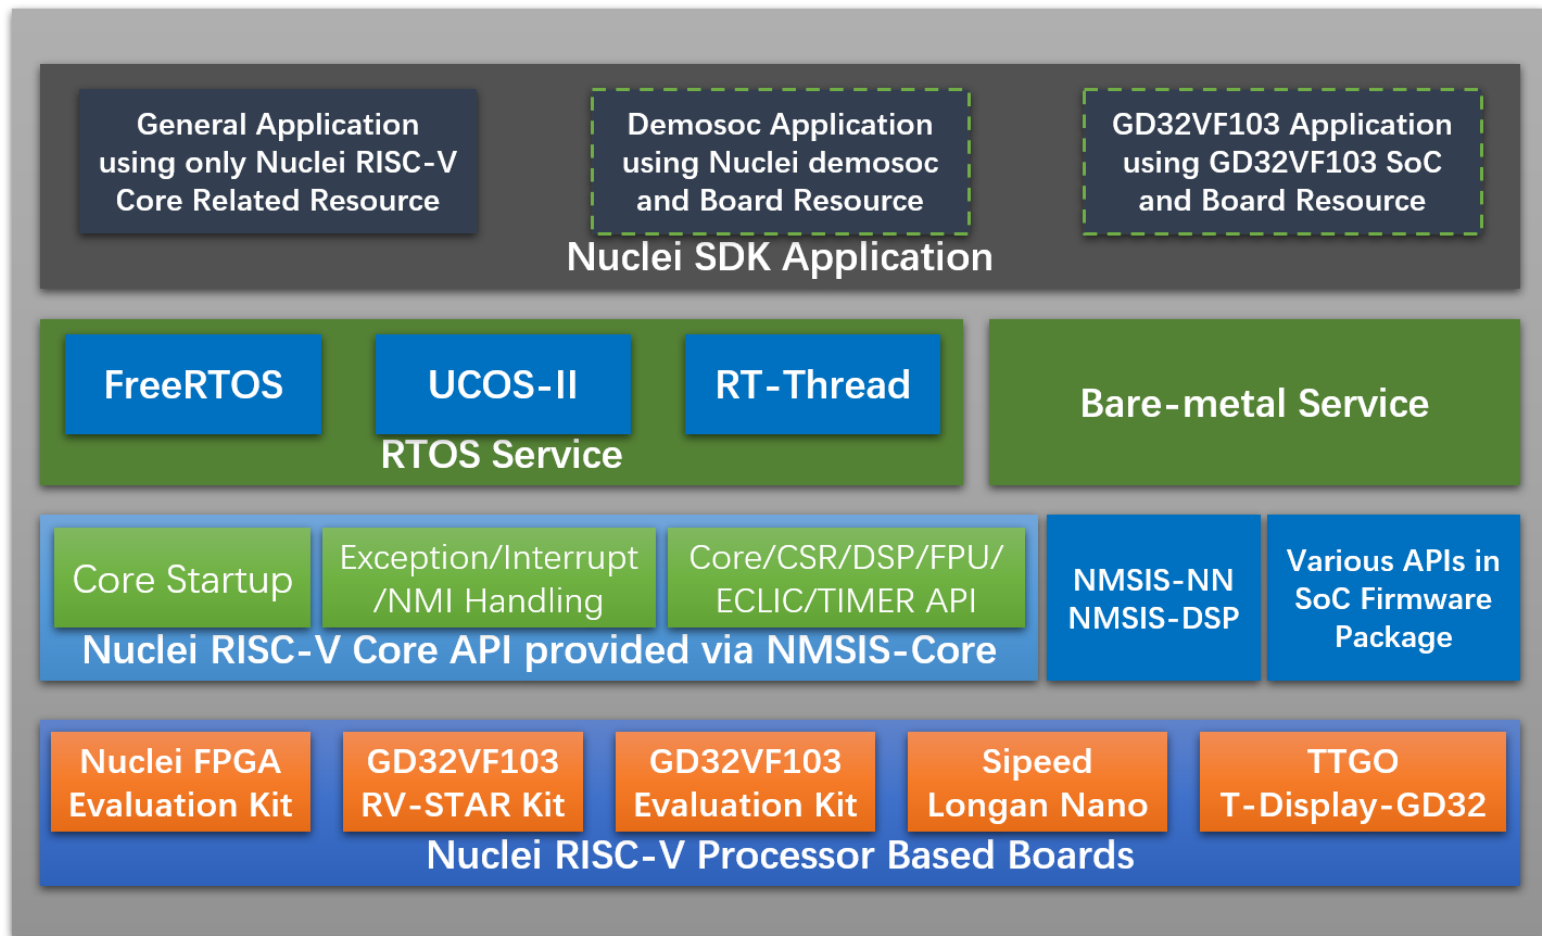 General Application
using only Nuclei RISC-V
Core Related Resource
Demosoc Application
using Nuclei demosoc
and Board Resource
GD32VF103 Application
using GD32VF103 SoC
and Board Resource
Nuclei SDK Application
FreeRTOS
UCOS-II
RT-Thread
RTOS Service
Bare-metal Service
Core Startup
Exception/Interrupt
/NMI Handling
Core/CSR/DSP/FPU/
ECLIC/TIMER API
Nuclei RISC-V Core API provided via NMSIS-Core
NMSIS-NN
NMSIS-DSP
Various APIs in
SoC Firmware
Package
Nuclei FPGA
Evaluation Kit
GD32VF103
RV-STAR Kit
GD32VF103
Evaluation Kit
Sipeed
Longan Nano
TTGO
T-Display-GD32
Nuclei RISC-V Processor Based Boards